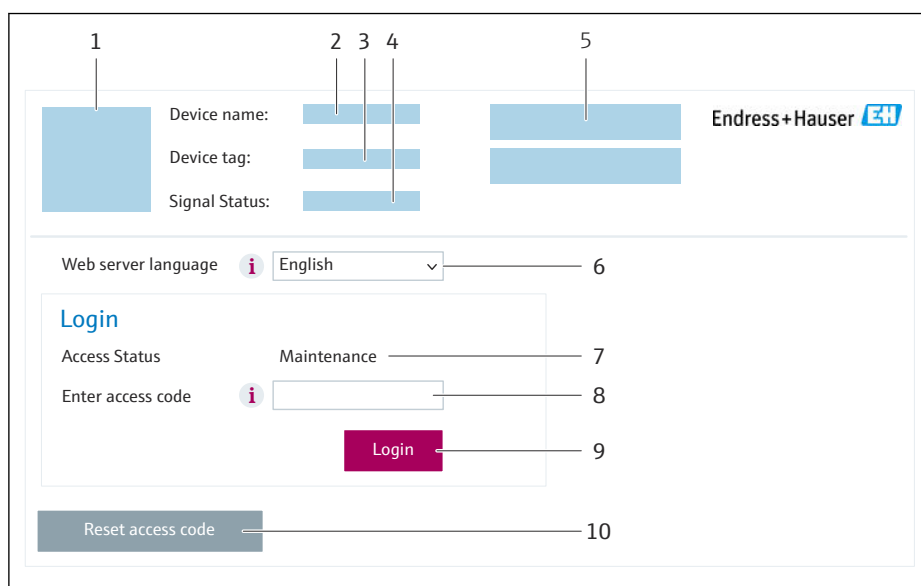 1 2 3 4 5
Device name:
Endress+Hauser EH
Device tag:
Signal Status:
Web server language i English 6
Login
Access Status Maintenance 7
Enter access code i 8
Login 9
Reset access code 10